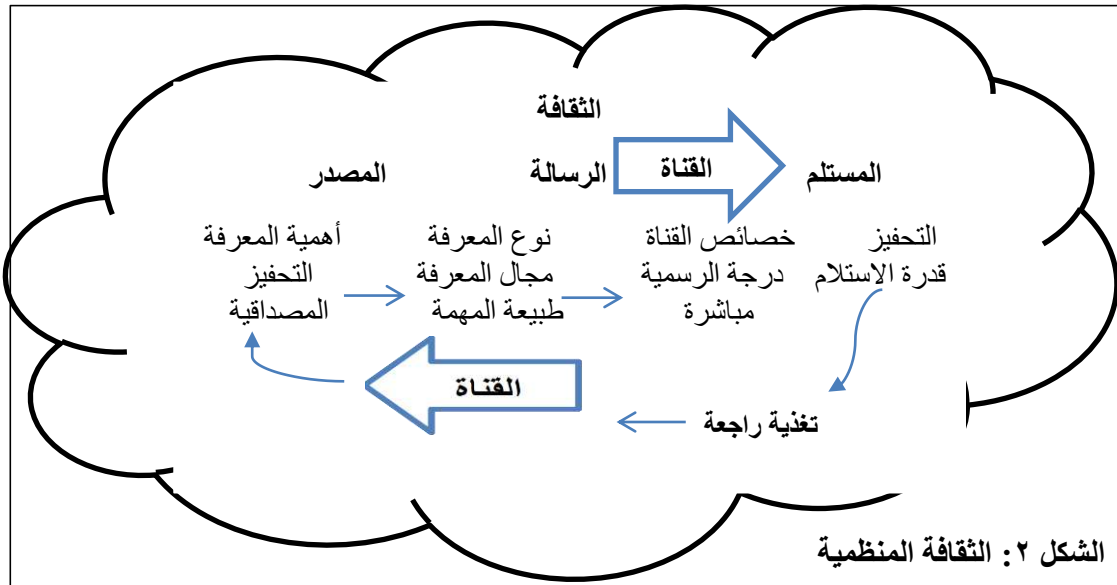 الثقافة
المصدر
الرسالة
القناة
المستلم
أهمية المعرفة
التحفيز
المصداقية
نوع المعرفة
مجال المعرفة
طبيعة المهمة
خصائص القناة
درجة الرسمية
مباشرة
التحفيز
قدرة الاستلام
القناة
تغذية راجعة
الشكل ٢: الثقافة المنظمية